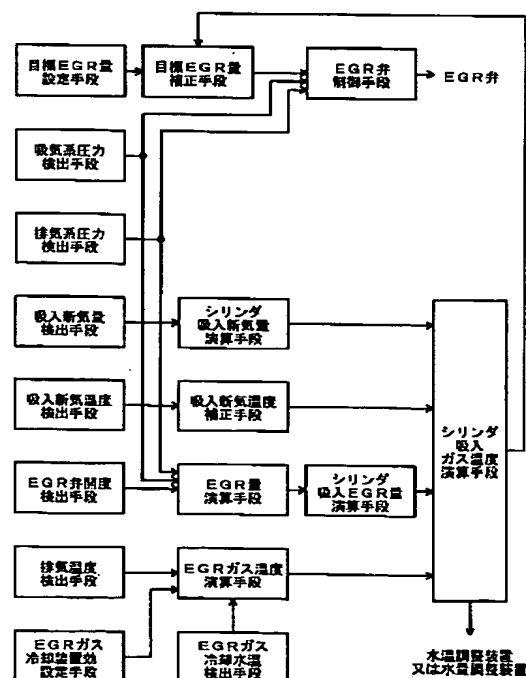 目標EGR量
設定手段
目標EGR量
補正手段
EGR弁
制御手段
EGR弁
吸気系圧力
検出手段
排気系圧力
検出手段
吸入新気量
検出手段
シリンダ
吸入新気量
演算手段
吸入新気温度
検出手段
吸入新気温度
補正手段
シリンダ
吸入
ガス温度
演算手段
EGR弁開度
検出手段
EGR量
演算手段
シリンダ
吸入EGR量
演算手段
排気温度
検出手段
EGRガス温度
演算手段
EGRガス
冷却装置効
設定手段
EGRガス
冷却水温
検出手段
水温調整装置
又は水量調整装置